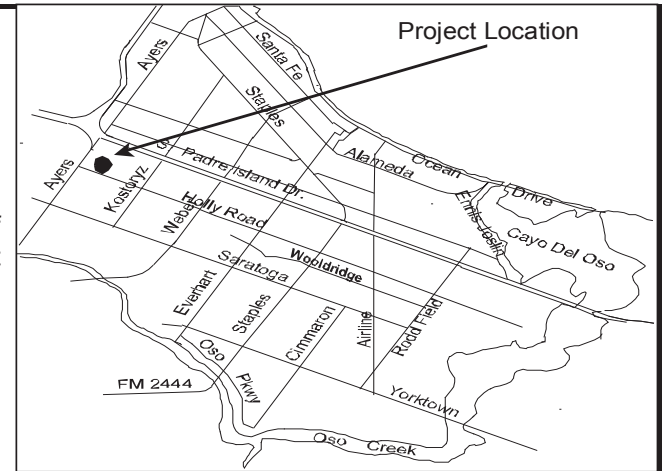 Project Location
Ayers
Santa Fe
Staples
Alameda
Ocean
Drive
Ennis Joslin
Cayo Del Oso
Padre Island Dr.
Ayers
Kostoryz
Weber
Holly Road
Wooldridge
Saratoga
Everhart
Staples
Cimmaron
Airline
Rodd Field
Oso
Pkwy
FM 2444
Yorktown
Oso Creek